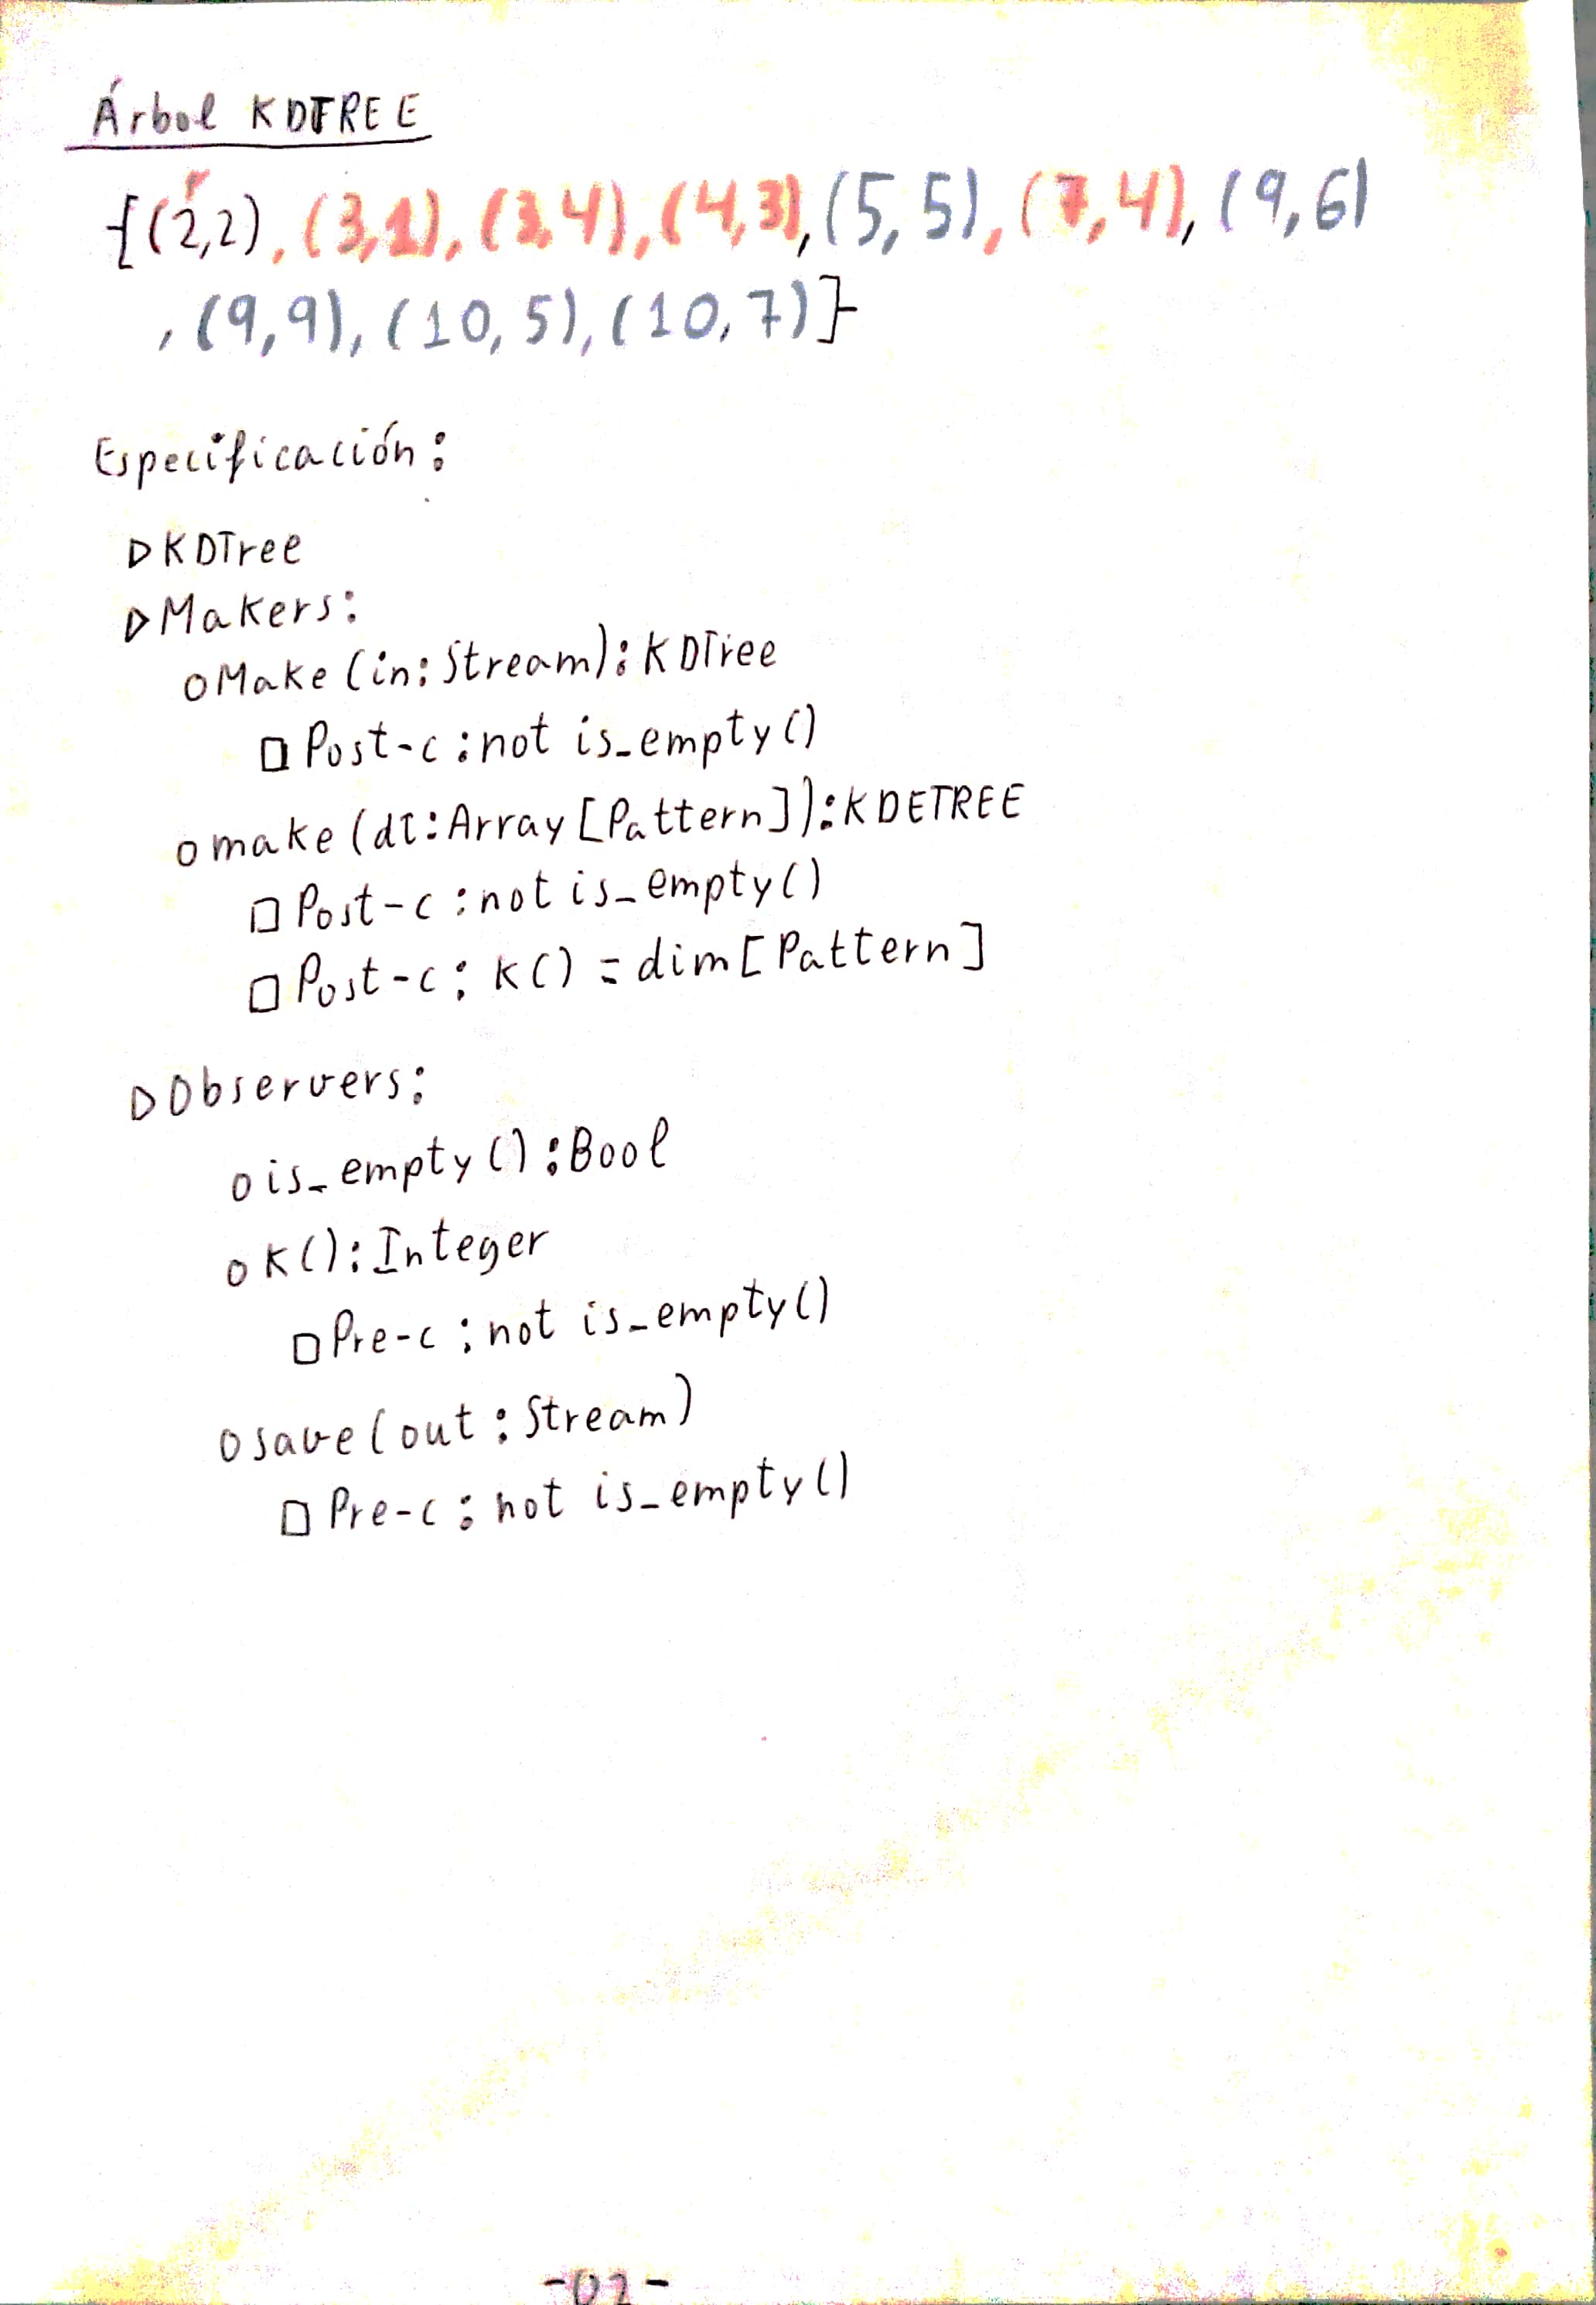 Árbol KDTREE
{(2,2), (3,1), (3,4), (4,3), (5,5), (7,4), (9,6)
, (9,9), (10,5), (10,7)}
Especificación:
▷KDTree
▷Makers:
○Make (in: Stream): KDTree
□ Post-c: not is_empty()
○ make (dt: Array [Pattern]): KDETREE
□ Post-c: not is_empty()
□ Post-c: K() = dim[Pattern]
▷Observers:
○ is_empty(): Bool
○ K(): Integer
□ Pre-c: not is_empty()
○ save(out: Stream)
□ Pre-c: not is_empty()